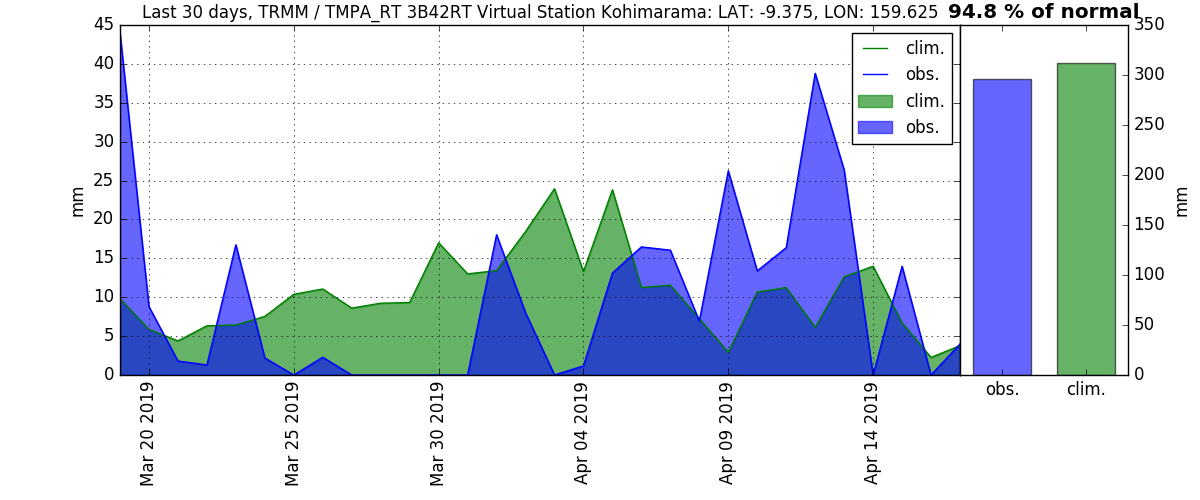 Last 30 days, TRMM / TMPA_RT 3B42RT Virtual Station Kohimarama: LAT: -9.375, LON: 159.625 94.8 % of normal
45
40
35
30
25
20
15
10
5
0
mm
clim.
obs.
clim.
obs.
350
300
250
200
150
100
50
0
mm
obs. clim.
Mar 20 2019
Mar 25 2019
Mar 30 2019
Apr 04 2019
Apr 09 2019
Apr 14 2019